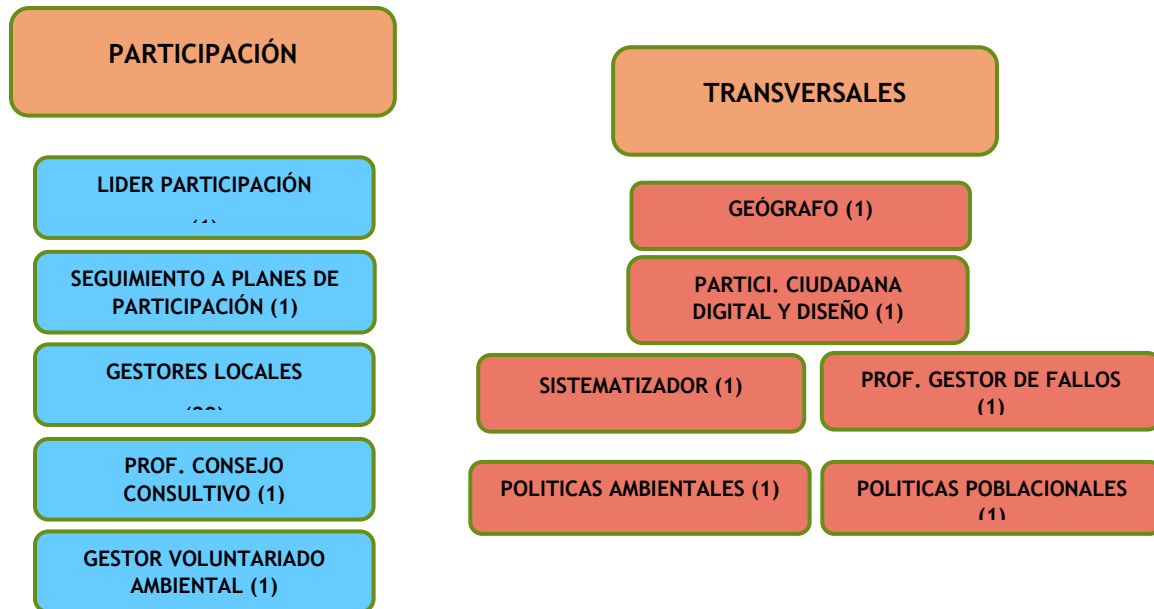 PARTICIPACIÓN
LIDER PARTICIPACIÓN
SEGUIMIENTO A PLANES DE
PARTICIPACIÓN (1)
GESTORES LOCALES
PROF. CONSEJO
CONSULTIVO (1)
GESTOR VOLUNTARIADO
AMBIENTAL (1)
TRANSVERSALES
GEÓGRAFO (1)
PARTICI. CIUDADANA
DIGITAL Y DISEÑO (1)
SISTEMATIZADOR (1)
PROF. GESTOR DE FALLOS
(1)
POLITICAS AMBIENTALES (1)
POLITICAS POBLACIONALES
(1)